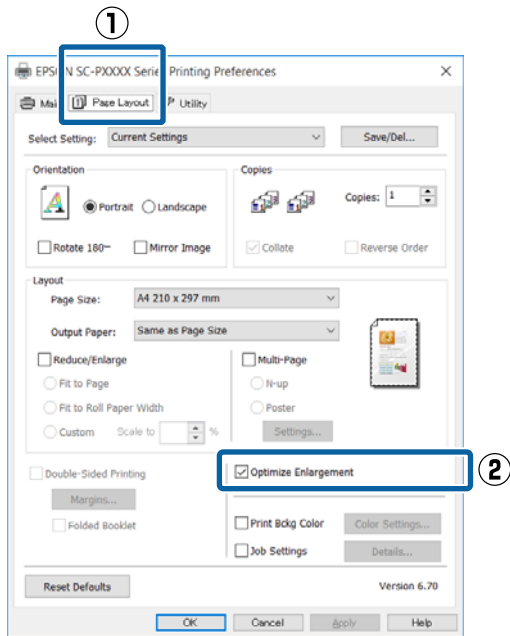 1
EPSON SC-PXXXX Series Printing Preferences
Main Page Layout Utility
Select Setting: Current Settings Save/Del...
Orientation Copies
Portrait Landscape Copies: 1
Rotate 180° Mirror Image Collate Reverse Order
Layout
Page Size: A4 210 x 297 mm
Output Paper: Same as Page Size
Reduce/Enlarge Multi-Page
Fit to Page N-up
Fit to Roll Paper Width Poster
Custom Scale to % Settings...
Double-Sided Printing Optimize Enlargement 2
Margins...
Folded Booklet Print Bckg Color Color Settings...
Job Settings Details...
Reset Defaults Version 6.70
OK Cancel Apply Help